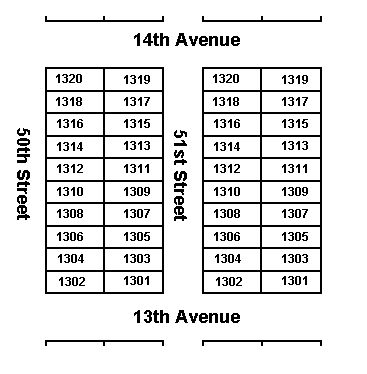 14th Avenue
1320 1319 1320 1319
1318 1317 1318 1317
1316 1315 1316 1315
1314 1313 1314 1313
1312 1311 1312 1311
1310 1309 1310 1309
1308 1307 1308 1307
1306 1305 1306 1305
1304 1303 1304 1303
1302 1301 1302 1301
50th Street
51st Street
13th Avenue